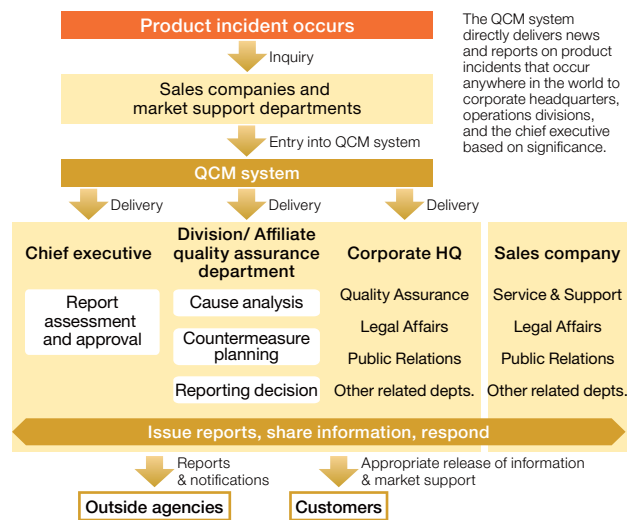 Product incident occurs
The QCM system
directly delivers news
and reports on product
incidents that occur
anywhere in the world to
corporate headquarters,
operations divisions,
and the chief executive
based on significance.
Inquiry
Sales companies and
market support departments
Entry into QCM system
QCM system
Delivery
Delivery
Delivery
Chief executive
Report
assessment
and approval
Division/ Affiliate
quality assurance
department
Cause analysis
Countermeasure
planning
Reporting decision
Corporate HQ
Quality Assurance
Legal Affairs
Public Relations
Other related depts.
Sales company
Service & Support
Legal Affairs
Public Relations
Other related depts.
Issue reports, share information, respond
Reports
& notifications
Outside agencies
Appropriate release of information
& market support
Customers